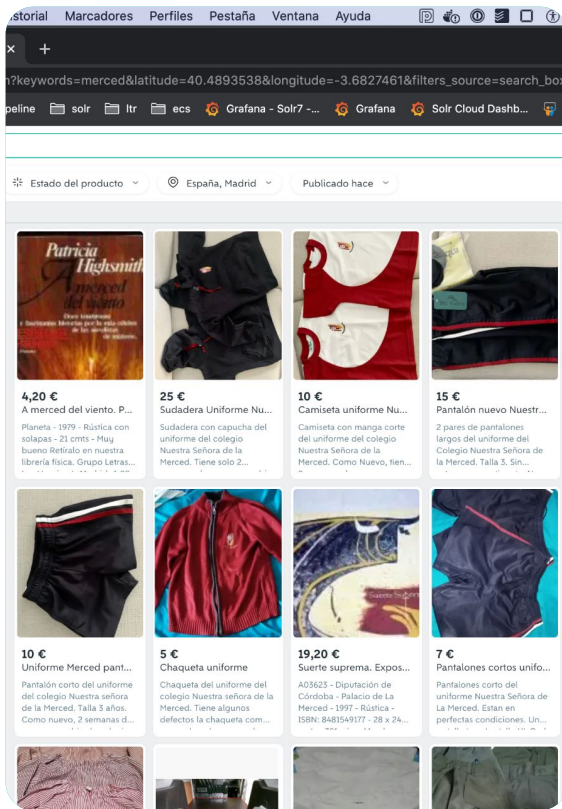 storial Marcadores Perfiles Pestaña Ventana Ayuda
n?keywords=merced&latitude=40.4893538&longitude=-3.6827461&filters_source=search_box
peline solr ltr ecs Grafana - Solr7 -... Grafana Solr Cloud Dashb...
Estado del producto España, Madrid Publicado hace
Patricia
Highsmith
A merced
del viento
4,20 €
A merced del viento. P...
Planeta - 1979 - Rústica con
solapas - 21 cmts - Muy
bueno Retíralo en nuestra
librería física. Grupo Letras...
25 €
Sudadera Uniforme Nu...
Sudadera con capucha del
uniforme del colegio
Nuestra Señora de la
Merced. Tiene solo 2...
10 €
Camiseta uniforme Nu...
Camiseta con manga corte
del uniforme del colegio
Nuestra Señora de la
Merced. Como Nuevo, tien...
15 €
Pantalón nuevo Nuestr...
2 pares de pantalones
largos del uniforme del
Colegio Nuestra Señora de
la Merced. Talla 3. Sin...
10 €
Uniforme Merced pant...
Pantalón corto del uniforme
del colegio Nuestra señora
de la Merced. Talla 3 años.
Como nuevo, 2 semanas d...
5 €
Chaqueta uniforme
Chaqueta del uniforme del
colegio Nuestra señora de la
Merced. Tiene algunos
defectos la chaqueta com...
Suerte Suprema
19,20 €
Suerte suprema. Expos...
A03623 - Diputación de
Córdoba - Palacio de La
Merced - 1997 - Rústica -
ISBN: 8481549177 - 28 x 24...
7 €
Pantalones cortos unifo...
Pantalones corto del
uniforme Nuestra Señora de
La Merced. Estan en
perfectas condiciones. Un...